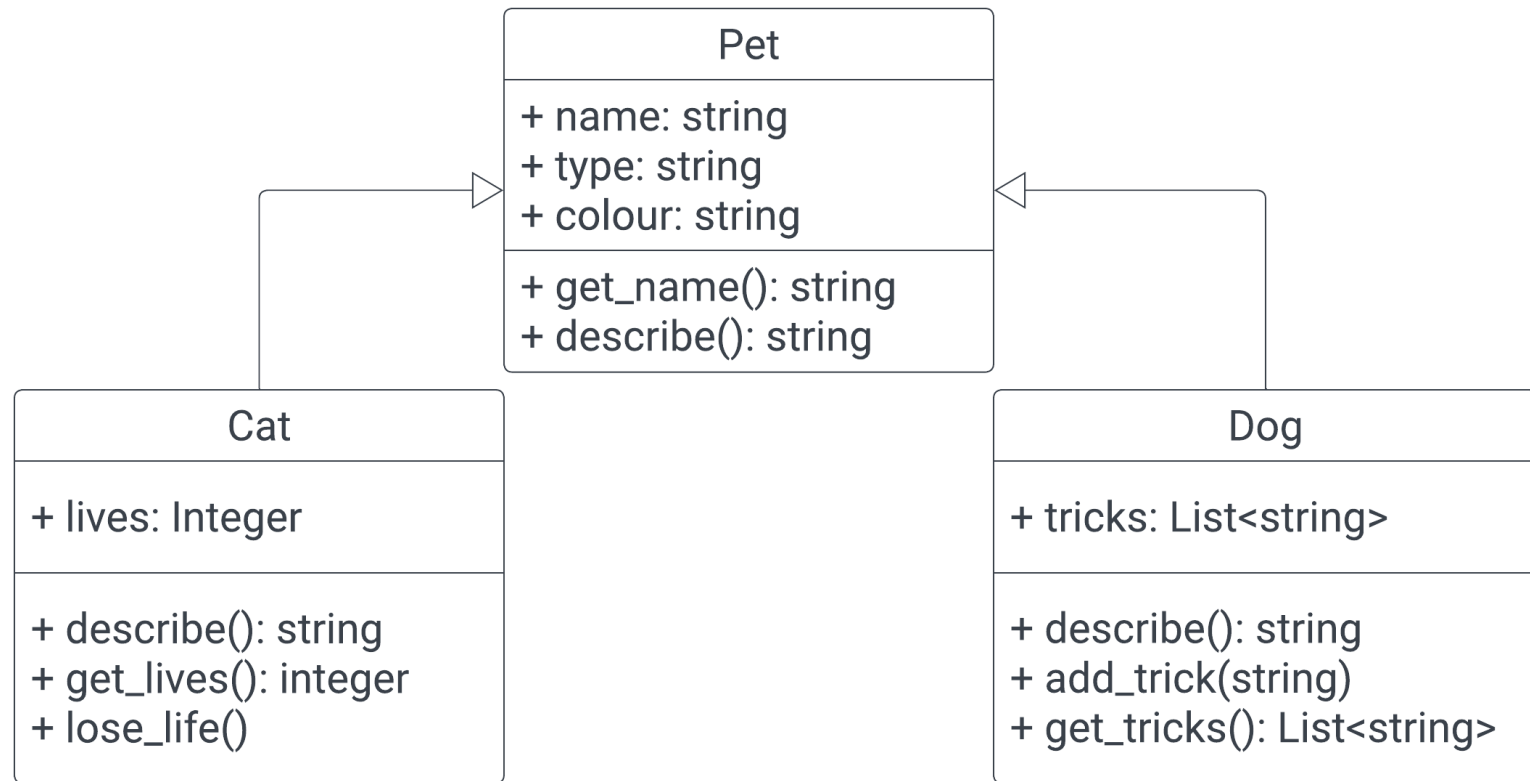 Pet
+ name: string
+ type: string
+ colour: string
+ get_name(): string
+ describe(): string
Cat
+ lives: Integer
+ describe(): string
+ get_lives(): integer
+ lose_life()
Dog
+ tricks: List<string>
+ describe(): string
+ add_trick(string)
+ get_tricks(): List<string>